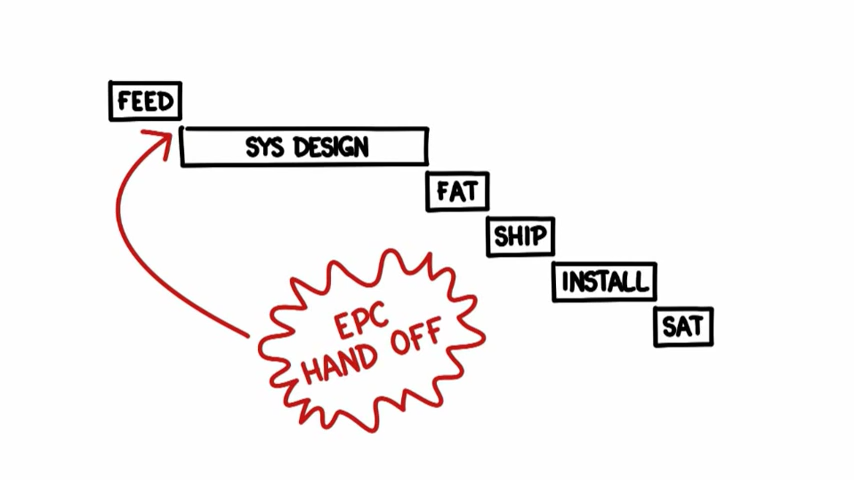 FEED
SYS DESIGN
FAT
SHIP
INSTALL
SAT
EPC
HAND OFF